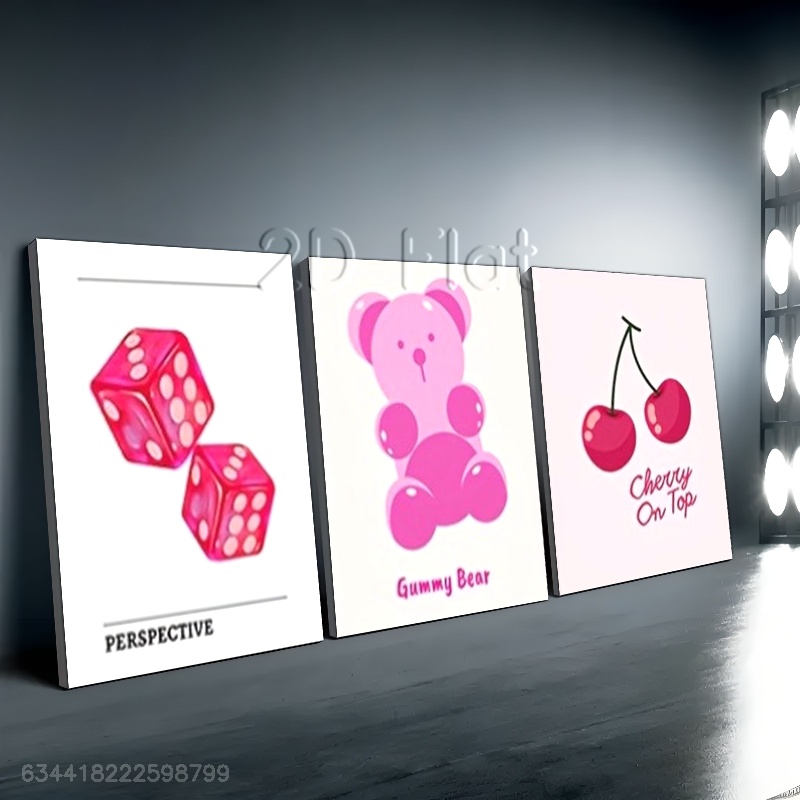 2D Flat
PERSPECTIVE
Gummy Bear
Cherry
On Top
634418222598799